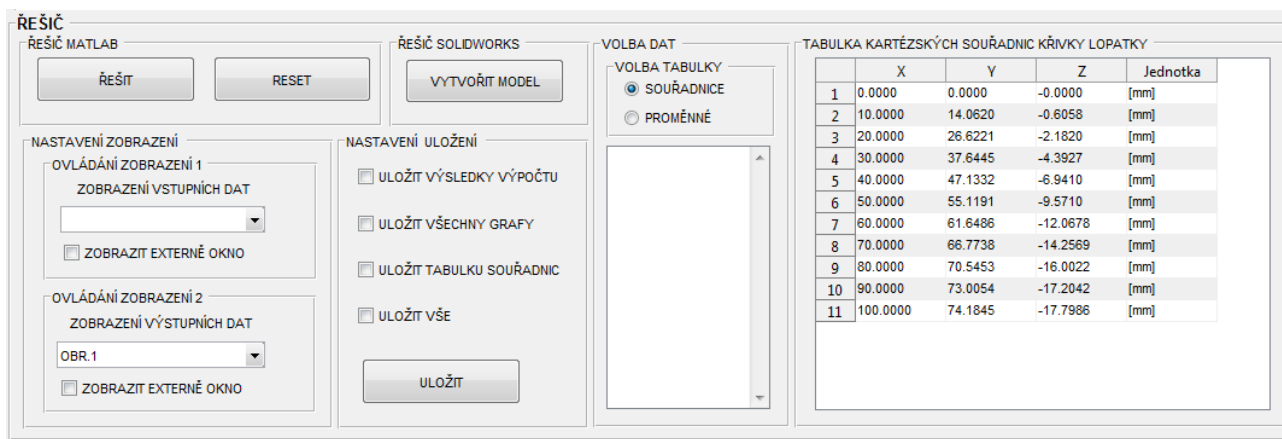 ŘEŠIČ
ŘEŠIČ MATLAB
ŘEŠIT
RESET
ŘEŠIČ SOLIDWORKS
VYTVOŘIT MODEL
NASTAVENÍ ZOBRAZENÍ
OVLÁDÁNÍ ZOBRAZENÍ 1
ZOBRAZENÍ VSTUPNÍCH DAT
ZOBRAZIT EXTERNĚ OKNO
OVLÁDÁNÍ ZOBRAZENÍ 2
ZOBRAZENÍ VÝSTUPNÍCH DAT
OBR.1
ZOBRAZIT EXTERNĚ OKNO
NASTAVENÍ ULOŽENÍ
ULOŽIT VÝSLEDKY VÝPOČTU
ULOŽIT VŠECHNY GRAFY
ULOŽIT TABULKU SOUŘADNIC
ULOŽIT VŠE
ULOŽIT
VOLBA DAT
VOLBA TABULKY
SOUŘADNICE
PROMĚNNÉ
TABULKA KARTÉZSKÝCH SOUŘADNIC KŘIVKY LOPATKY
X Y Z Jednotka
1 0.0000 0.0000 -0.0000 [mm]
2 10.0000 14.0620 -0.6058 [mm]
3 20.0000 26.6221 -2.1820 [mm]
4 30.0000 37.6445 -4.3927 [mm]
5 40.0000 47.1332 -6.9410 [mm]
6 50.0000 55.1191 -9.5710 [mm]
7 60.0000 61.6486 -12.0678 [mm]
8 70.0000 66.7738 -14.2569 [mm]
9 80.0000 70.5453 -16.0022 [mm]
10 90.0000 73.0054 -17.2042 [mm]
11 100.0000 74.1845 -17.7986 [mm]